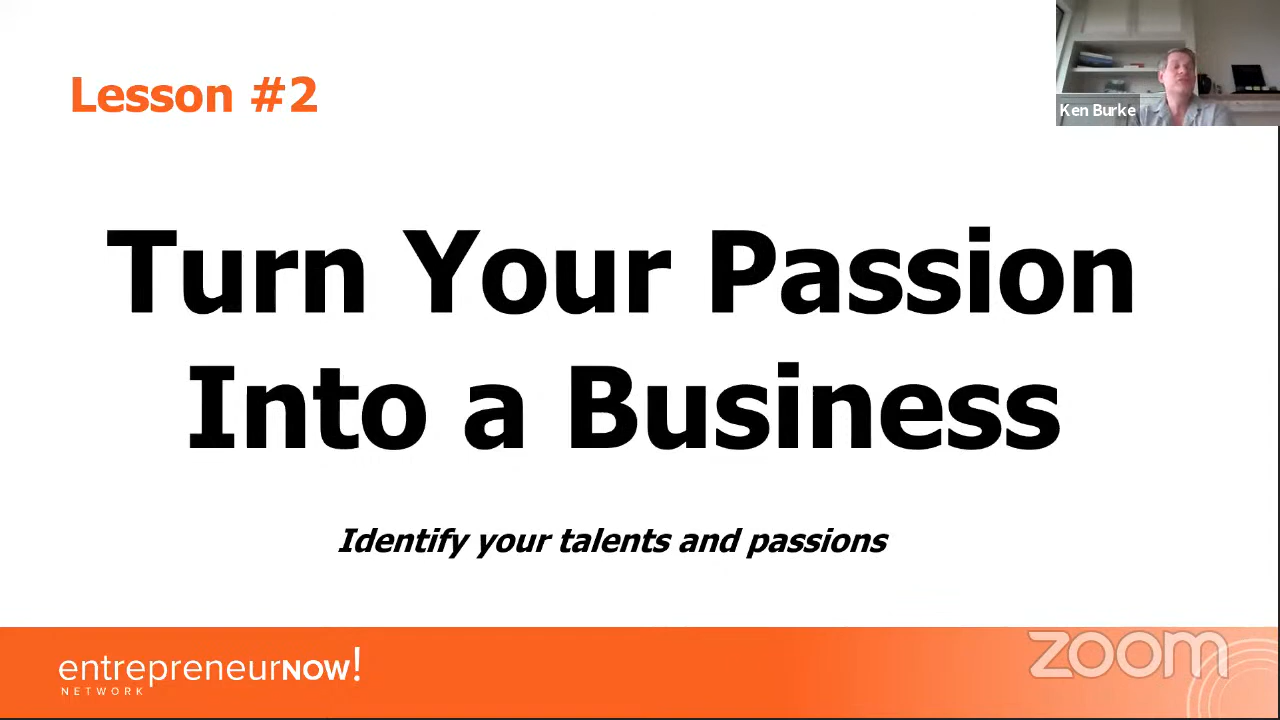 Lesson #2
Ken Burke
Turn Your Passion
Into a Business
Identify your talents and passions
entrepreneurNOW!
NETWORK
zoom